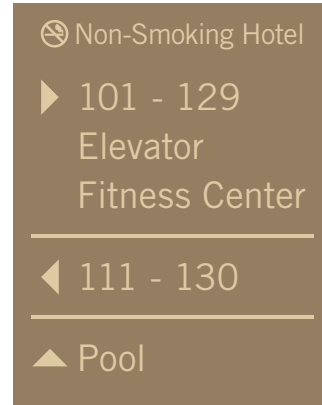 Non-Smoking Hotel
101 - 129
Elevator
Fitness Center
111 - 130
Pool